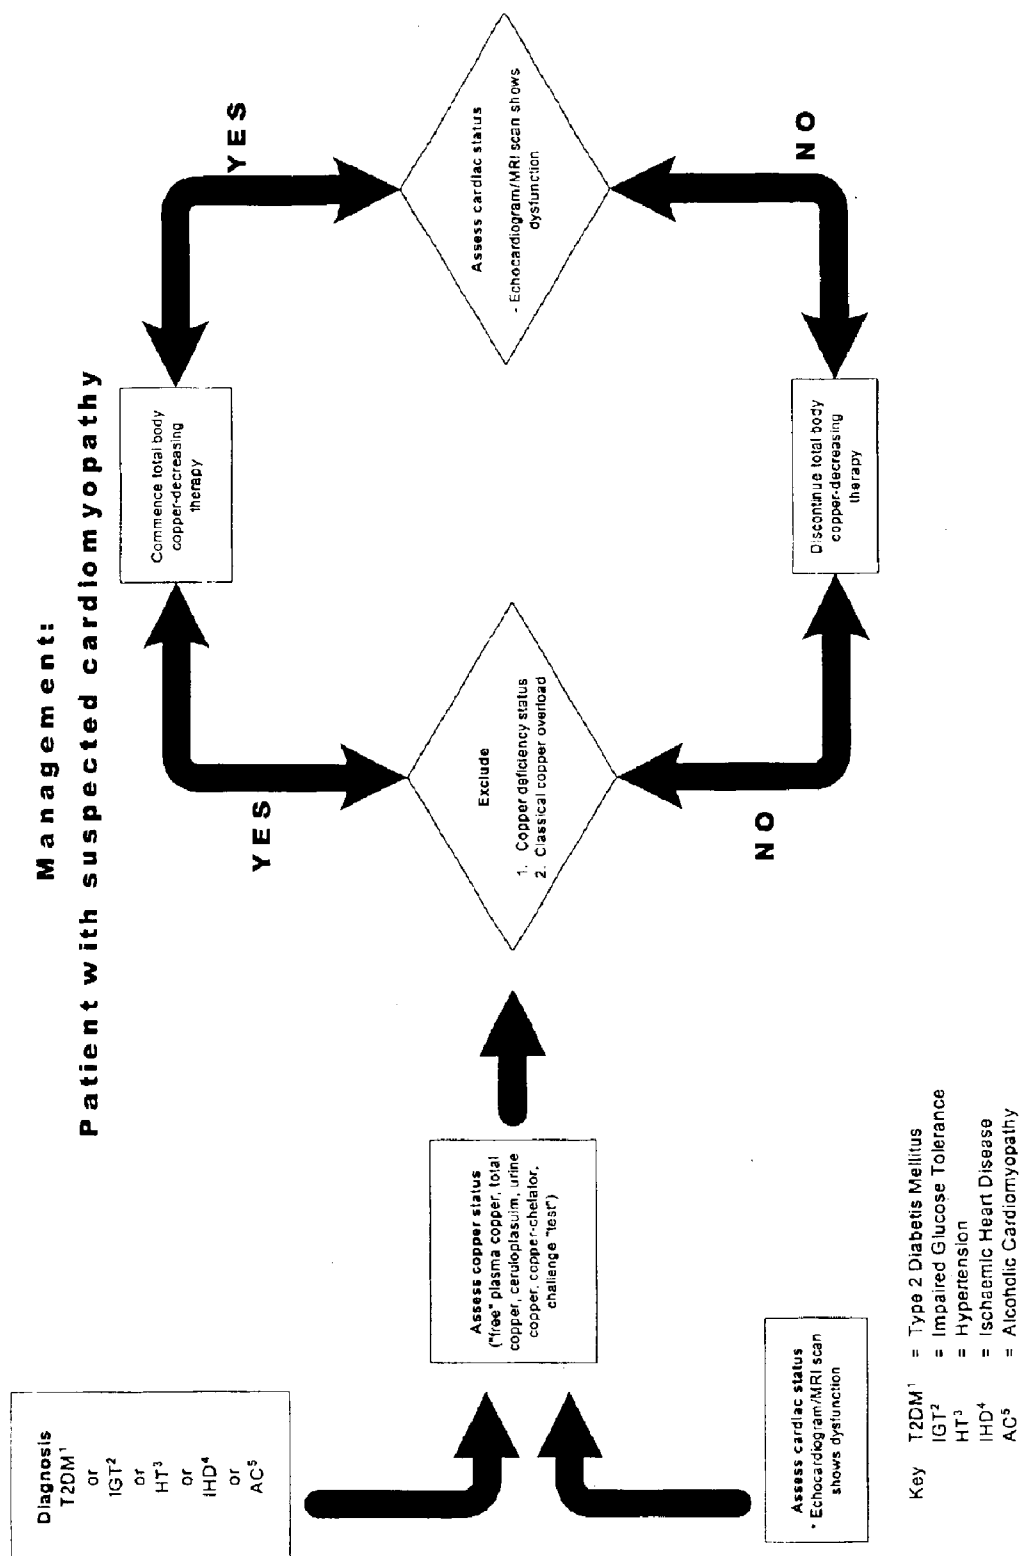 Management:
Patient with suspected cardiomyopathy
Diagnosis
T2DM¹
or
IGT²
or
HT³
or
IHD⁴
or
AC⁵
Assess cardiac status
* Echocardiogram/MRI scan
shows dysfunction
Assess copper status
("free" plasma copper, total
copper, ceruloplasuim, urine
copper, copper-chelator,
challenge "test")
Exclude
1. Copper deficiency status
2. Classical copper overload
YES
NO
Commence total body
copper-decreasing
therapy
Discontinue total body
copper-decreasing
therapy
YES
NO
Assess cardiac status
- Echocardiogram/MRI scan shows
dysfunction
Key T2DM¹ = Type 2 Diabetis Mellitus
IGT² = Impaired Glucose Tolerance
HT³ = Hypertension
IHD⁴ = Ischaemic Heart Disease
AC⁵ = Alcoholic Cardiomyopathy